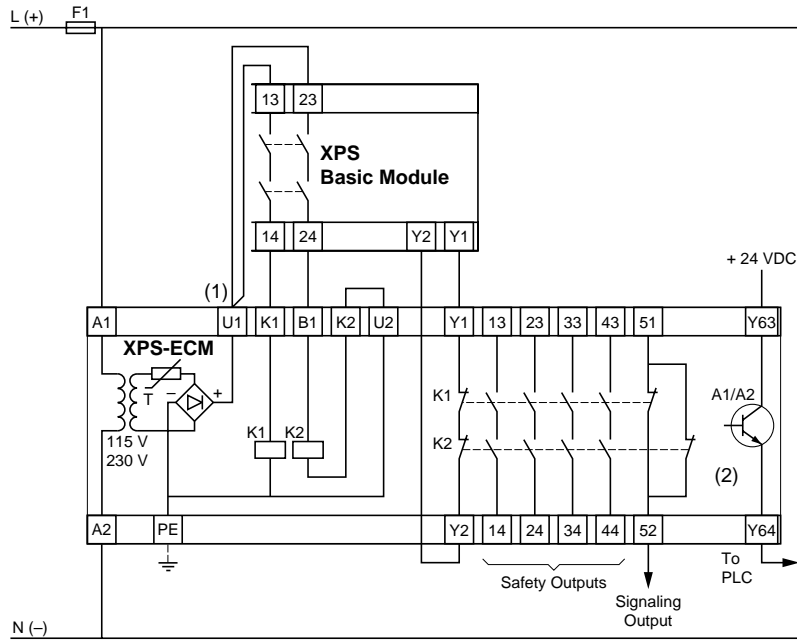 L (+)
F1
13 23
XPS
Basic Module
14 24 Y2 Y1
+ 24 VDC
(1)
A1 U1 K1 B1 K2 U2 Y1 13 23 33 43 51 Y63
XPS-ECM
T
– +
K1
A1/A2
115 V
230 V
K1 K2
K2
(2)
A2 PE Y2 14 24 34 44 52 Y64
To
PLC
Safety Outputs
Signaling
Output
N (–)